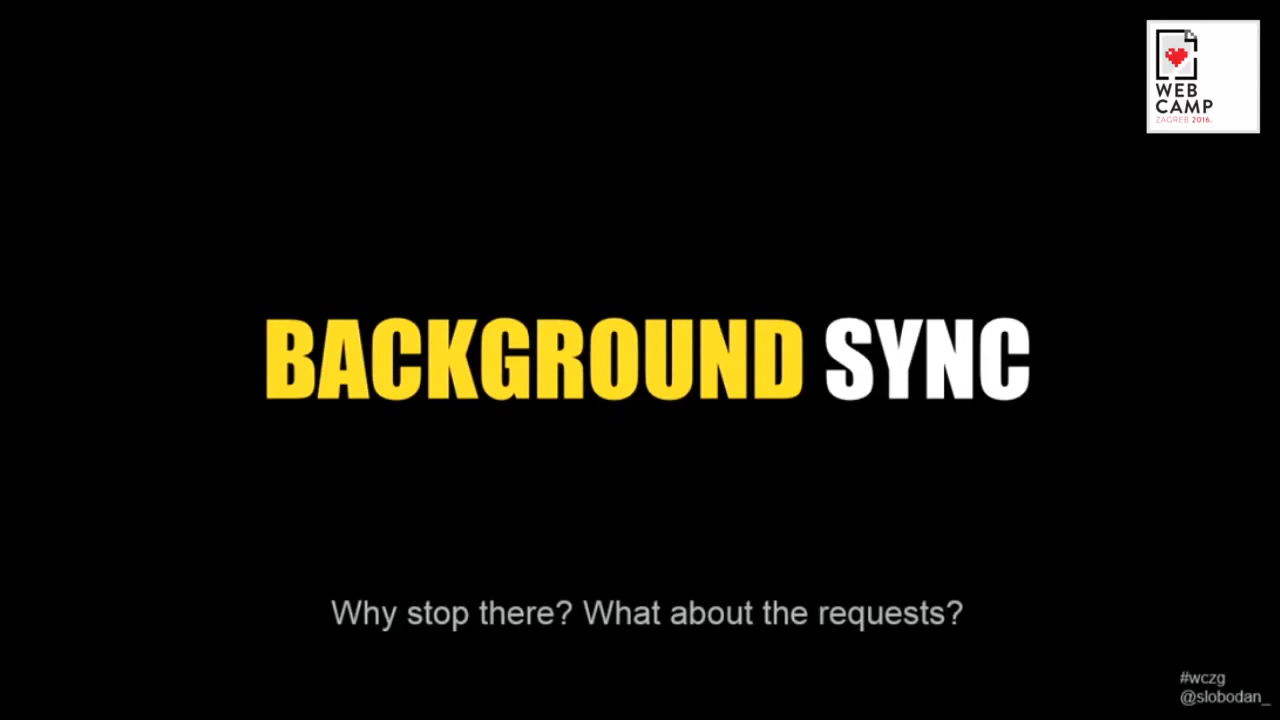 WEB
CAMP
ZAGREB 2016.
BACKGROUND SYNC
Why stop there? What about the requests?
#wczg
@slobodan_